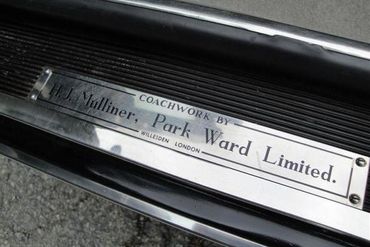 COACHWORK BY
H.J. Mulliner, Park Ward Limited.
WILLESDEN LONDON